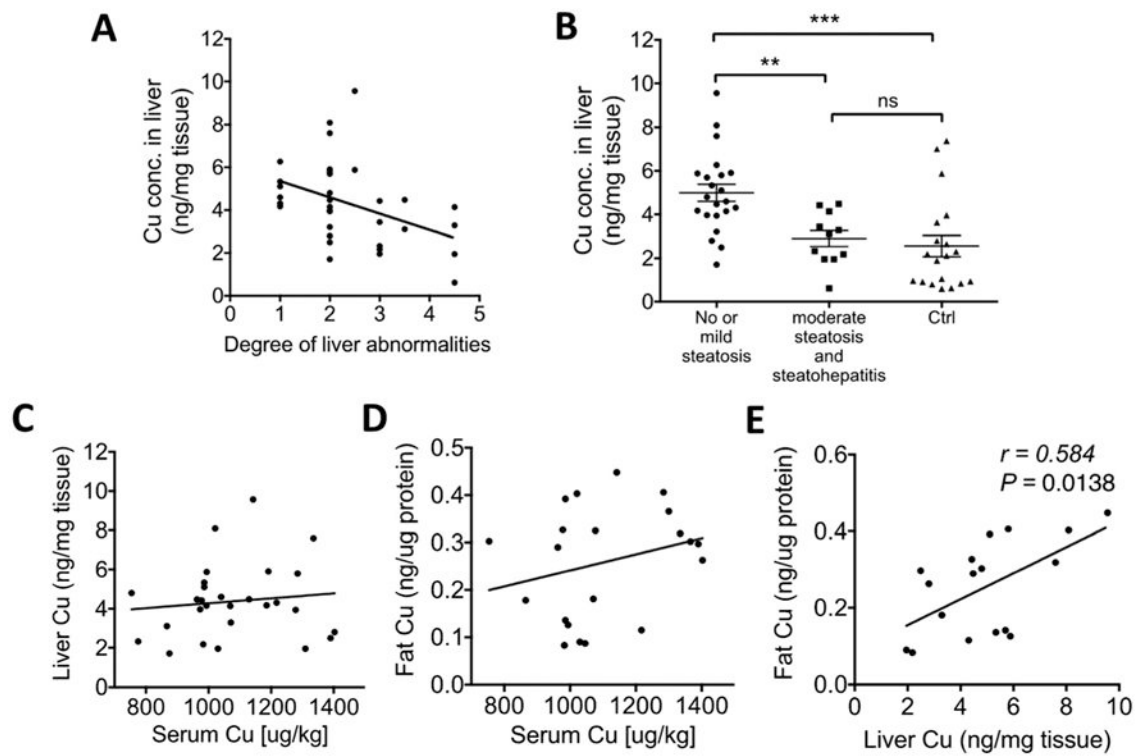 A
12
10
8
6
4
2
0
Cu conc. in liver
(ng/mg tissue)
0 1 2 3 4 5
Degree of liver abnormalities
B
***
**
ns
12
10
8
6
4
2
0
Cu conc. in liver
(ng/mg tissue)
No or
mild
steatosis
moderate
steatosis
and
steatohepatitis
Ctrl
C
12
10
8
6
4
2
0
Liver Cu (ng/mg tissue)
800 1000 1200 1400
Serum Cu [ug/kg]
D
0.5
0.4
0.3
0.2
0.1
0.0
Fat Cu (ng/ug protein)
800 1000 1200 1400
Serum Cu [ug/kg]
E
r = 0.584
P = 0.0138
0.6
0.4
0.2
0.0
Fat Cu (ng/ug protein)
0 2 4 6 8 10
Liver Cu (ng/mg tissue)